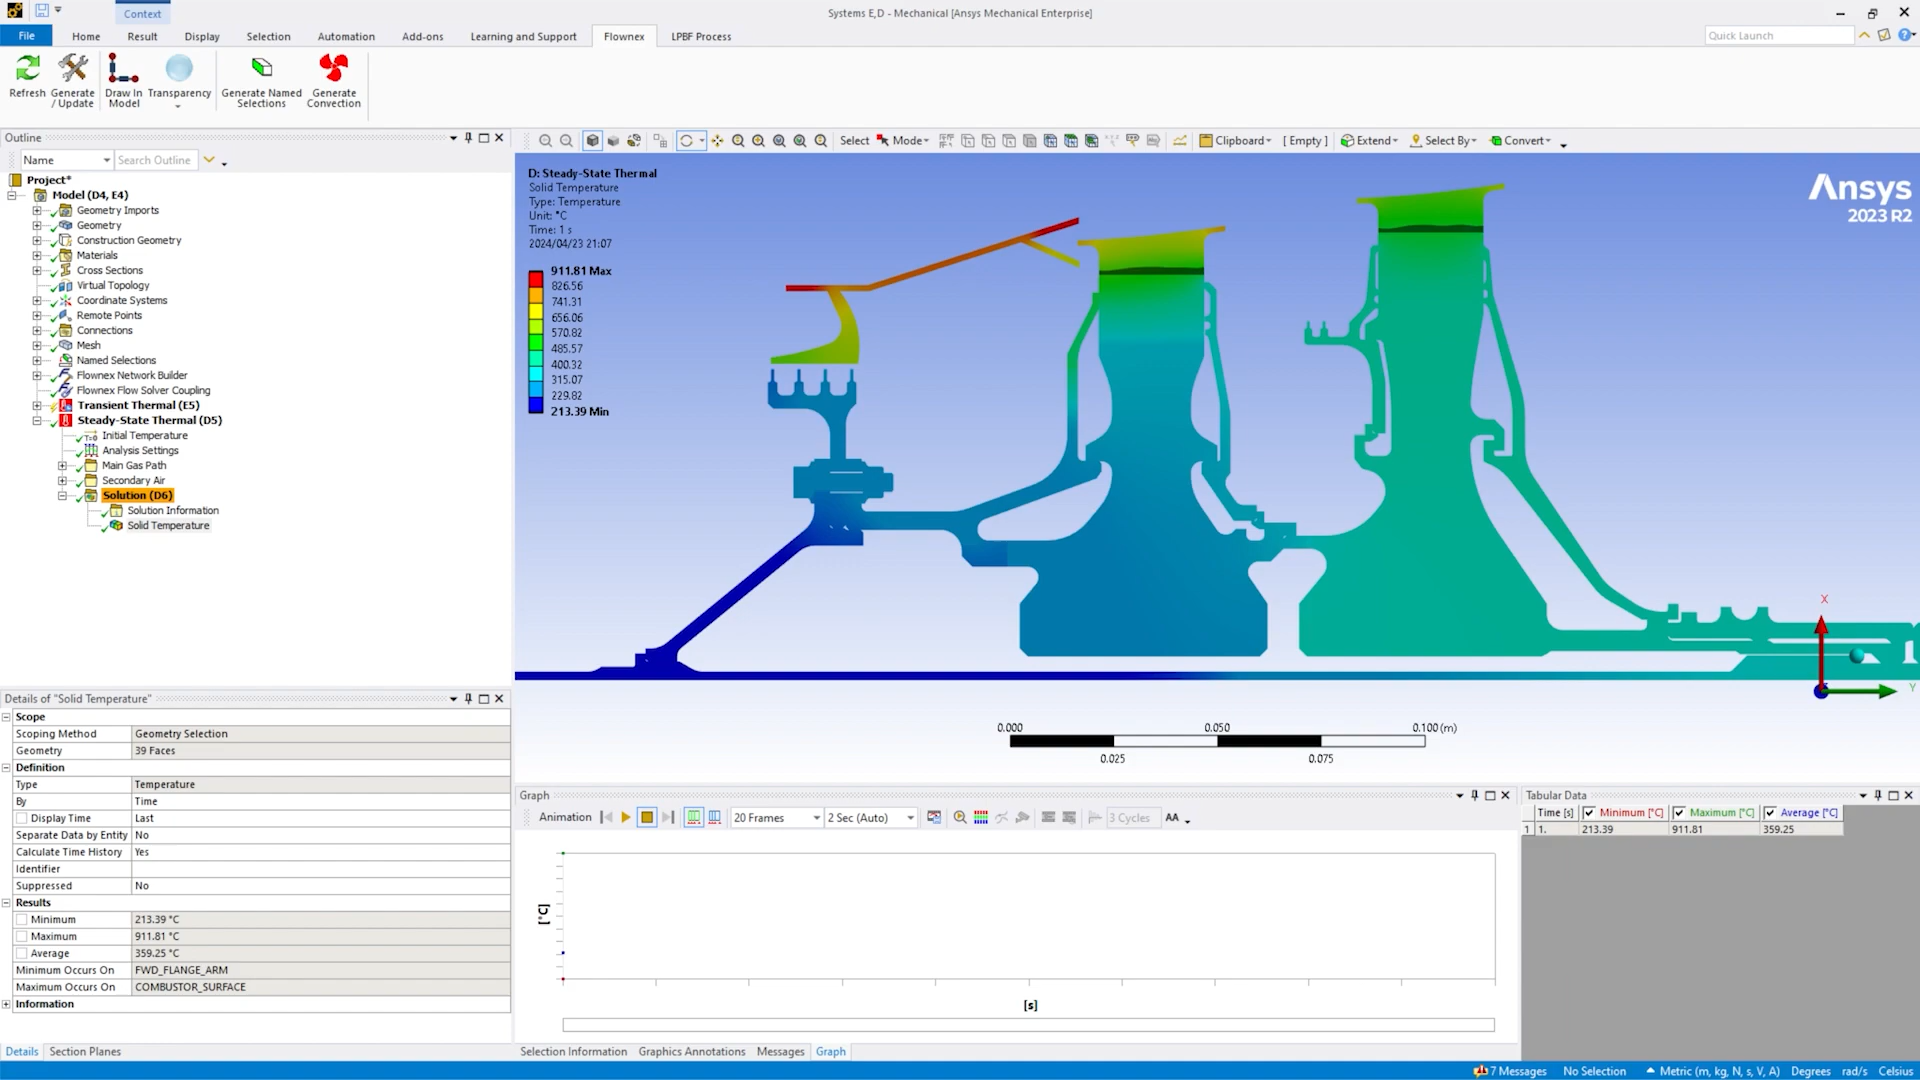 Context
Systems E,D - Mechanical [Ansys Mechanical Enterprise]
File Home Result Display Selection Automation Add-ons Learning and Support Flownex LPBF Process
Quick Launch
Refresh
Generate / Update
Draw In Model
Transparency
Generate Named Selections
Generate Convection
Outline
Name
Search Outline
Project*
Model (D4, E4)
Geometry Imports
Geometry
Construction Geometry
Materials
Cross Sections
Virtual Topology
Coordinate Systems
Remote Points
Connections
Mesh
Named Selections
Flownex Network Builder
Flownex Flow Solver Coupling
Transient Thermal (E5)
Steady-State Thermal (D5)
Initial Temperature
Analysis Settings
Main Gas Path
Secondary Air
Solution (D6)
Solution Information
Solid Temperature
Select Mode
Clipboard [ Empty ] Extend Select By Convert
D: Steady-State Thermal
Solid Temperature
Type: Temperature
Unit: °C
Time: 1 s
2024/04/23 21:07
911.81 Max
826.56
741.31
656.06
570.82
485.57
400.32
315.07
229.82
213.39 Min
Ansys
2023 R2
X
Y
0.000 0.050 0.100 (m)
0.025 0.075
Details of "Solid Temperature"
Scope
Scoping Method Geometry Selection
Geometry 39 Faces
Definition
Type Temperature
By Time
Display Time Last
Separate Data by Entity No
Calculate Time History Yes
Identifier
Suppressed No
Results
Minimum 213.39 °C
Maximum 911.81 °C
Average 359.25 °C
Minimum Occurs On FWD_FLANGE_ARM
Maximum Occurs On COMBUSTOR_SURFACE
Information
Details Section Planes
Graph
Animation 20 Frames 2 Sec (Auto) 3 Cycles AA
[°C]
[s]
Selection Information Graphics Annotations Messages Graph
Tabular Data
Time [s] Minimum [°C] Maximum [°C] Average [°C]
1 1. 213.39 911.81 359.25
7 Messages No Selection Metric (m, kg, N, s, V, A) Degrees rad/s Celsius